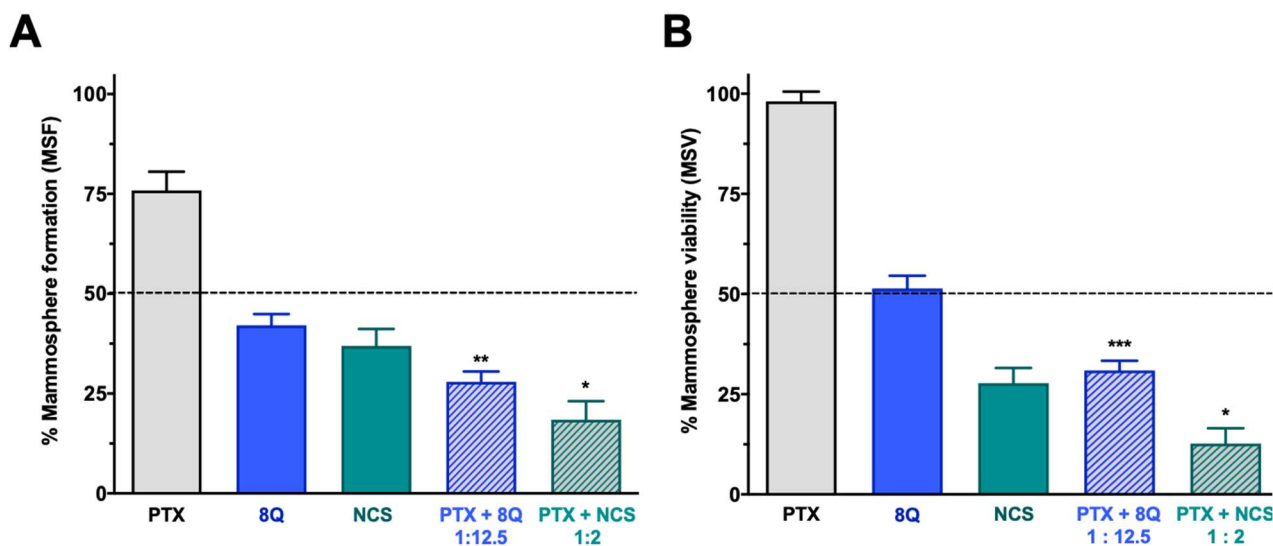 A
% Mammosphere formation (MSF)
100
75
50
25
0
**
*
PTX
8Q
NCS
PTX + 8Q
1:12.5
PTX + NCS
1:2
B
% Mammosphere viability (MSV)
100
75
50
25
0
***
*
PTX
8Q
NCS
PTX + 8Q
1 : 12.5
PTX + NCS
1 : 2